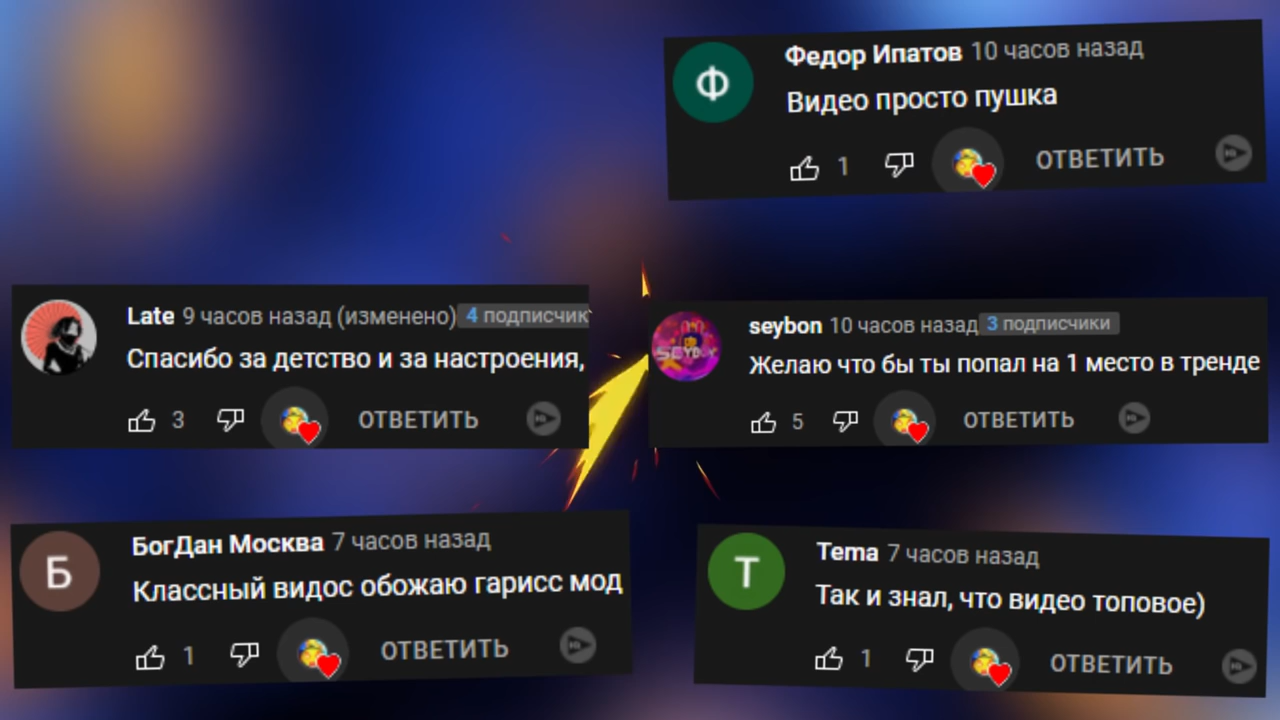 Ф
Федор Ипатов 10 часов назад
Видео просто пушка
1
ОТВЕТИТЬ
Late 9 часов назад (изменено) 4 подписчик
Спасибо за детство и за настроения,
3
ОТВЕТИТЬ
SEYBON
seybon 10 часов назад 3 подписчики
Желаю что бы ты попал на 1 место в тренде
5
ОТВЕТИТЬ
Б
БогДан Москва 7 часов назад
Классный видос обожаю гарисс мод
1
ОТВЕТИТЬ
T
Tema 7 часов назад
Так и знал, что видео топовое)
1
ОТВЕТИТЬ